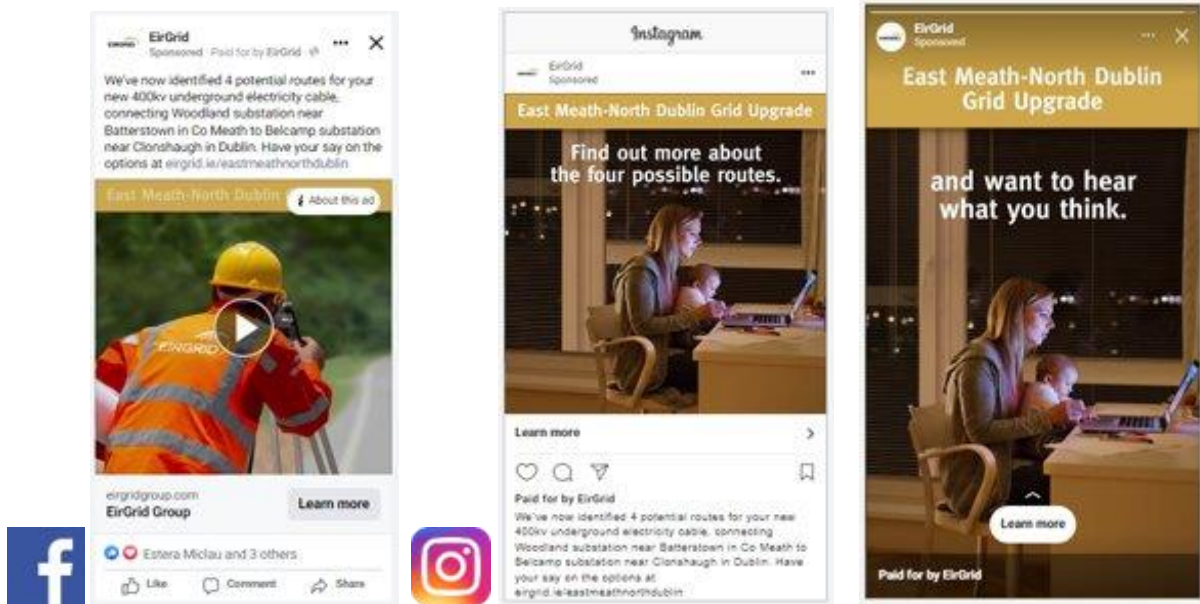 EirGrid
Sponsored · Paid for by EirGrid
We've now identified 4 potential routes for your
new 400kv underground electricity cable,
connecting Woodland substation near
Batterstown in Co Meath to Belcamp substation
near Clonshaugh in Dublin. Have your say on the
options at eirgrid.ie/eastmeathnorthdublin
East Meath-North Dublin
About this ad
EIRGRID
eirgridgroup.com
EirGrid Group
Learn more
Estera Miclau and 3 others
Like
Comment
Share
Instagram
EirGrid
Sponsored
East Meath-North Dublin Grid Upgrade
Find out more about
the four possible routes.
Learn more
Paid for by EirGrid
We've now identified 4 potential routes for your new
400kv underground electricity cable, connecting
Woodland substation near Batterstown in Co Meath to
Belcamp substation near Clonshaugh in Dublin. Have
your say on the options at
eirgrid.ie/eastmeathnorthdublin
EirGrid
Sponsored
East Meath-North Dublin
Grid Upgrade
and want to hear
what you think.
Learn more
Paid for by EirGrid